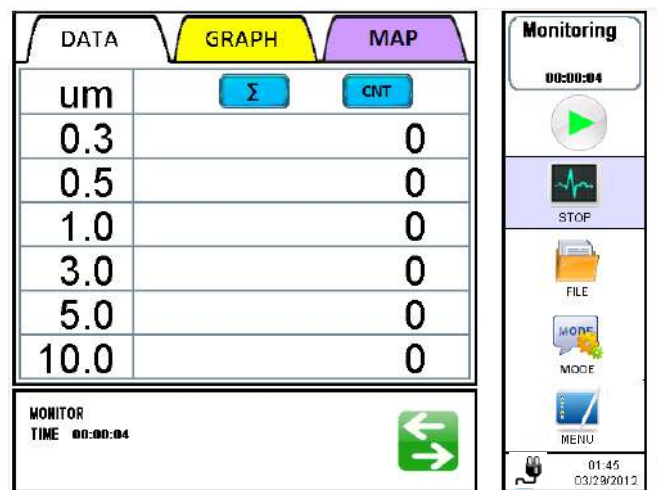 DATA GRAPH MAP
um Σ CNT
0.3 0
0.5 0
1.0 0
3.0 0
5.0 0
10.0 0
MONITOR
TIME 00:00:04
Monitoring
00:00:04
STOP
FILE
MODE
MODE
MENU
01:45
03/29/2012